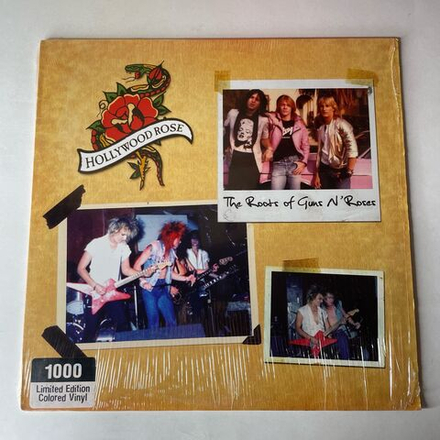 HOLLYWOOD ROSE
The Roots of Guns N' Roses
1000
Limited Edition
Colored Vinyl